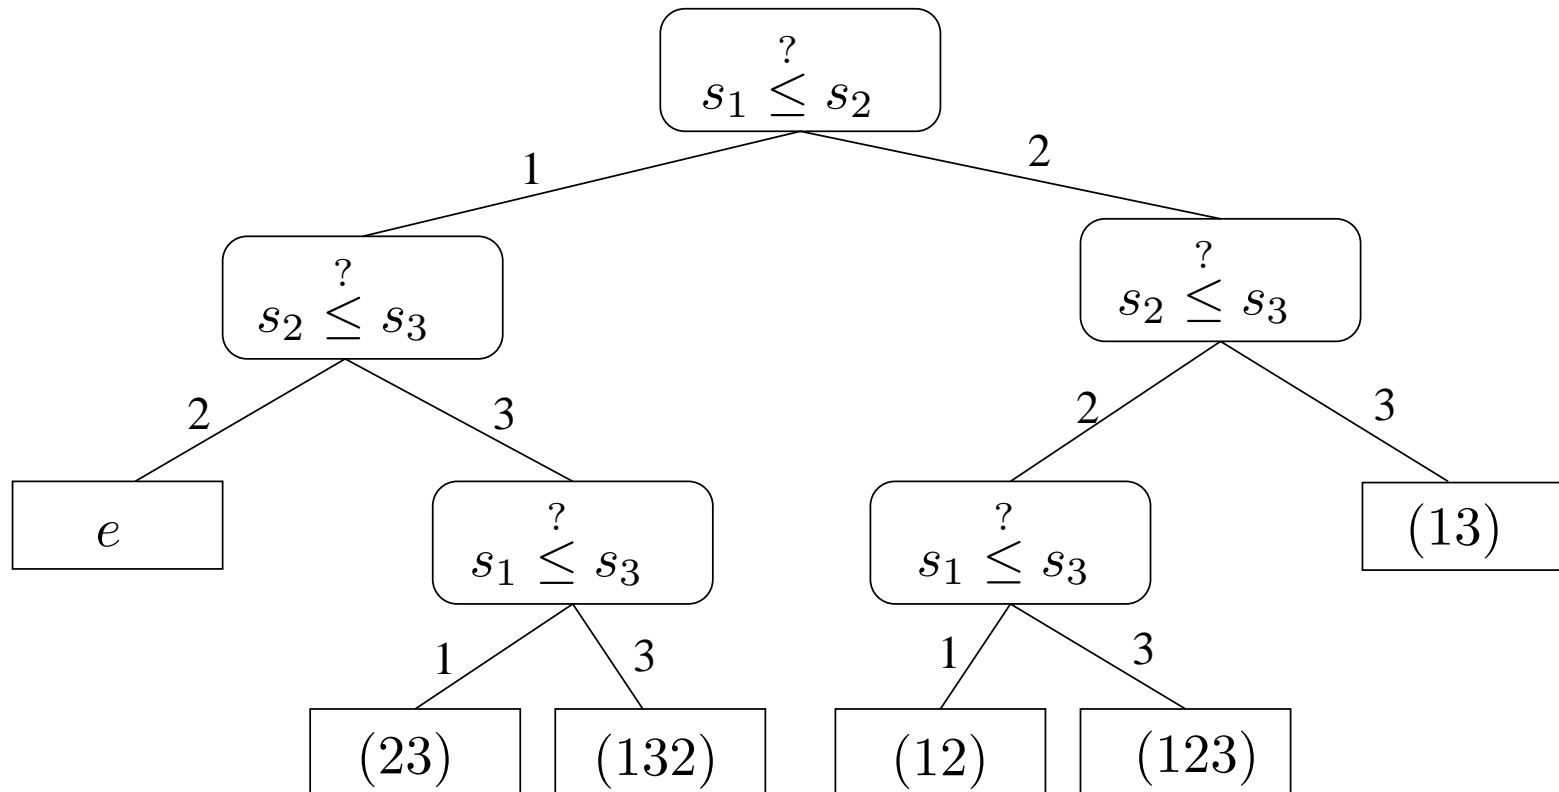 s₁ ≤? s₂
1
2
s₂ ≤? s₃
s₂ ≤? s₃
2
3
2
3
e
s₁ ≤? s₃
s₁ ≤? s₃
(13)
1
3
1
3
(23)
(132)
(12)
(123)